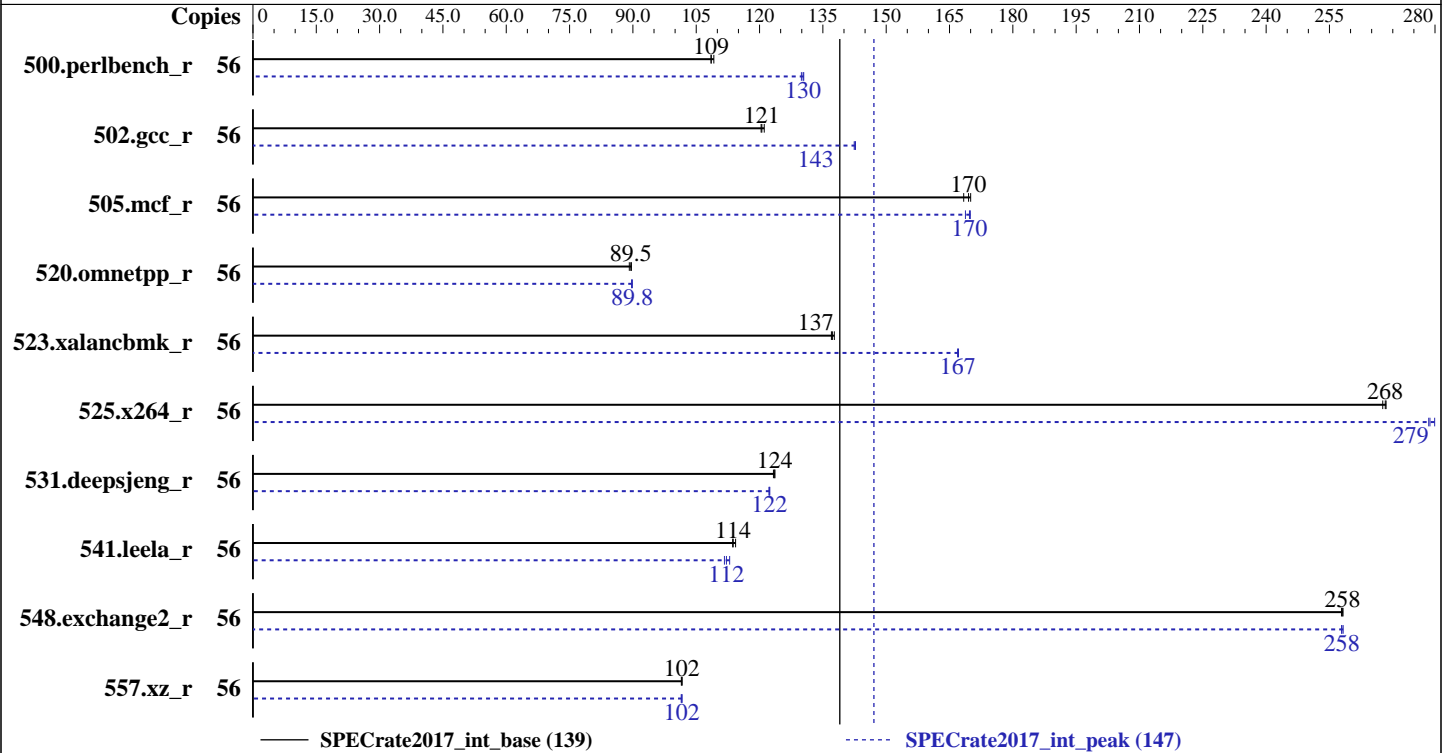 Copies 0 15.0 30.0 45.0 60.0 75.0 90.0 105 120 135 150 165 180 195 210 225 240 255 280
109
500.perlbench_r 56
130
121
502.gcc_r 56
143
170
505.mcf_r 56
170
89.5
520.omnetpp_r 56
89.8
137
523.xalancbmk_r 56
167
268
525.x264_r 56
279
124
531.deepsjeng_r 56
122
114
541.leela_r 56
112
258
548.exchange2_r 56
258
102
557.xz_r 56
102
SPECrate2017_int_base (139) SPECrate2017_int_peak (147)